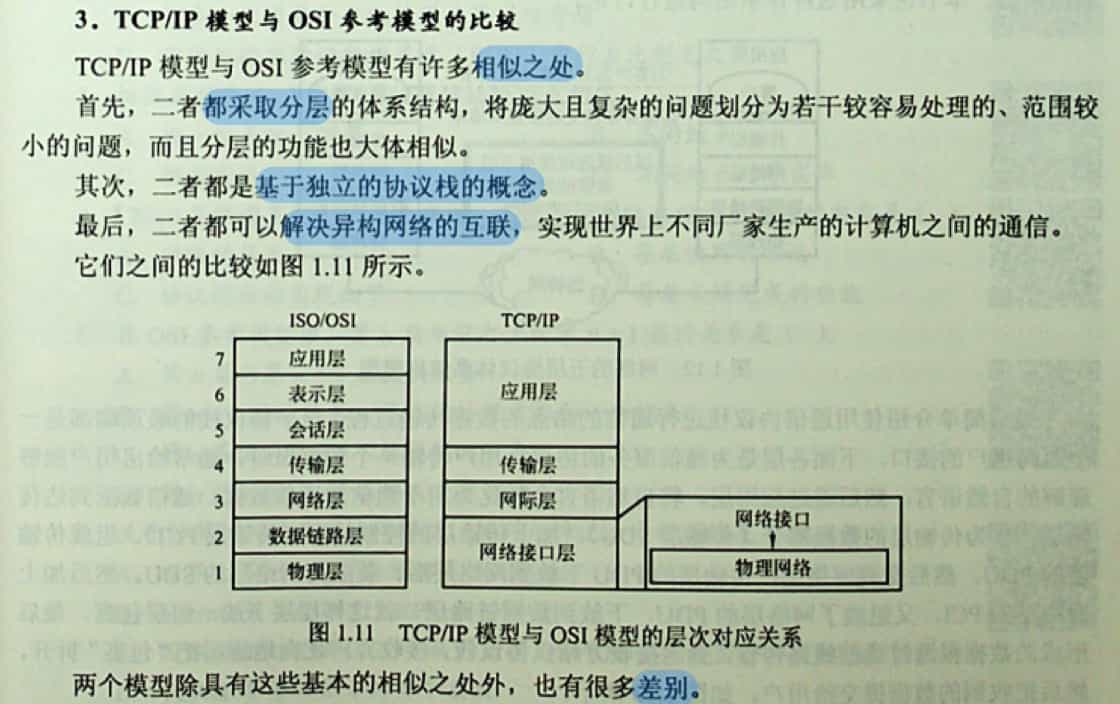 3．TCP/IP 模型与 OSI 参考模型的比较
TCP/IP 模型与 OSI 参考模型有许多相似之处。
首先，二者都采取分层的体系结构，将庞大且复杂的问题划分为若干较容易处理的、范围较
小的问题，而且分层的功能也大体相似。
其次，二者都是基于独立的协议栈的概念。
最后，二者都可以解决异构网络的互联，实现世界上不同厂家生产的计算机之间的通信。
它们之间的比较如图 1.11 所示。
ISO/OSI
TCP/IP
7 应用层
6 表示层
应用层
5 会话层
4 传输层
传输层
3 网络层
网际层
网络接口
2 数据链路层
网络接口层
1 物理层
物理网络
图 1.11 TCP/IP 模型与 OSI 模型的层次对应关系
两个模型除具有这些基本的相似之处外，也有很多差别。